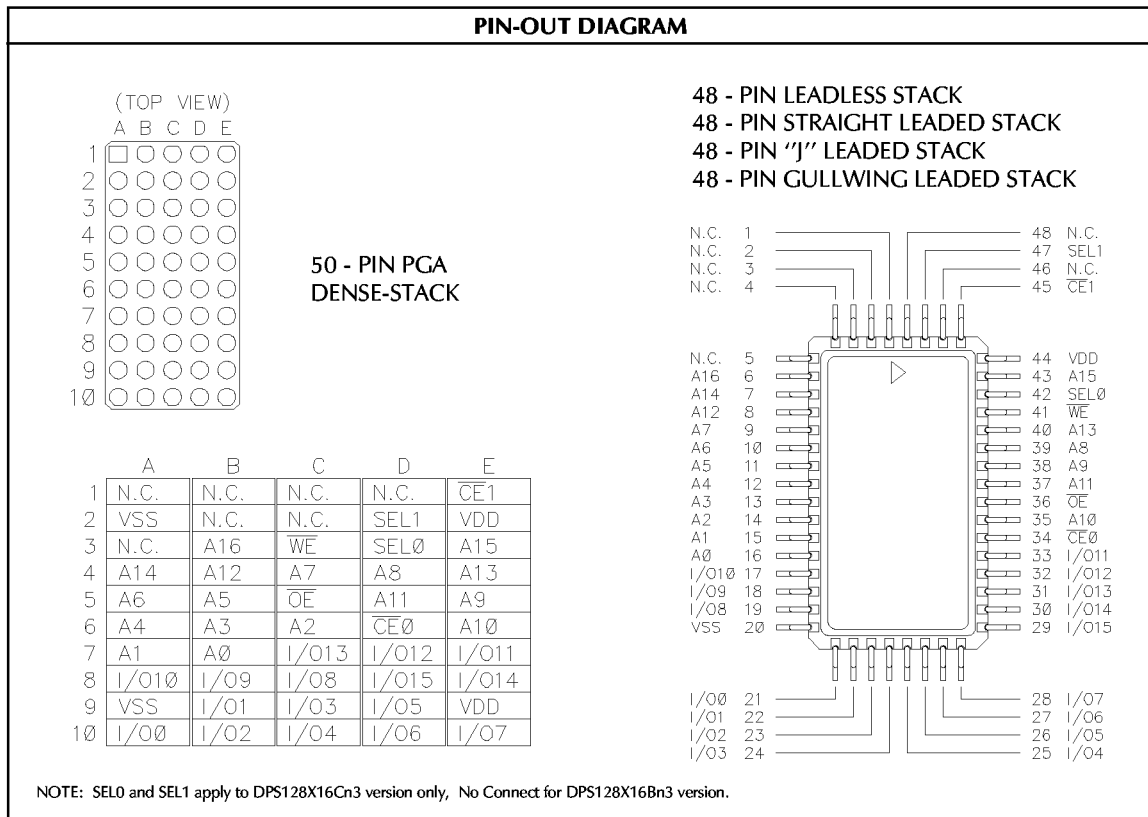 PIN-OUT DIAGRAM
(TOP VIEW)
A B C D E
1
2
3
4
5
6
7
8
9
10
50 - PIN PGA
DENSE-STACK
A B C D E
1 N.C. N.C. N.C. N.C. C̅E̅1
2 VSS N.C. N.C. SEL1 VDD
3 N.C. A16 W̅E̅ SEL0 A15
4 A14 A12 A7 A8 A13
5 A6 A5 O̅E̅ A11 A9
6 A4 A3 A2 C̅E̅0 A10
7 A1 A0 I/O13 I/O12 I/O11
8 I/O10 I/O9 I/O8 I/O15 I/O14
9 VSS I/O1 I/O3 I/O5 VDD
10 I/O0 I/O2 I/O4 I/O6 I/O7
48 - PIN LEADLESS STACK
48 - PIN STRAIGHT LEADED STACK
48 - PIN "J" LEADED STACK
48 - PIN GULLWING LEADED STACK
N.C. 1 48 N.C.
N.C. 2 47 SEL1
N.C. 3 46 N.C.
N.C. 4 45 C̅E̅1
N.C. 5 44 VDD
A16 6 43 A15
A14 7 42 SEL0
A12 8 41 W̅E̅
A7 9 40 A13
A6 10 39 A8
A5 11 38 A9
A4 12 37 A11
A3 13 36 O̅E̅
A2 14 35 A10
A1 15 34 C̅E̅0
A0 16 33 I/O11
I/O10 17 32 I/O12
I/O9 18 31 I/O13
I/O8 19 30 I/O14
VSS 20 29 I/O15
I/O0 21 28 I/O7
I/O1 22 27 I/O6
I/O2 23 26 I/O5
I/O3 24 25 I/O4
NOTE: SEL0 and SEL1 apply to DPS128X16Cn3 version only, No Connect for DPS128X16Bn3 version.